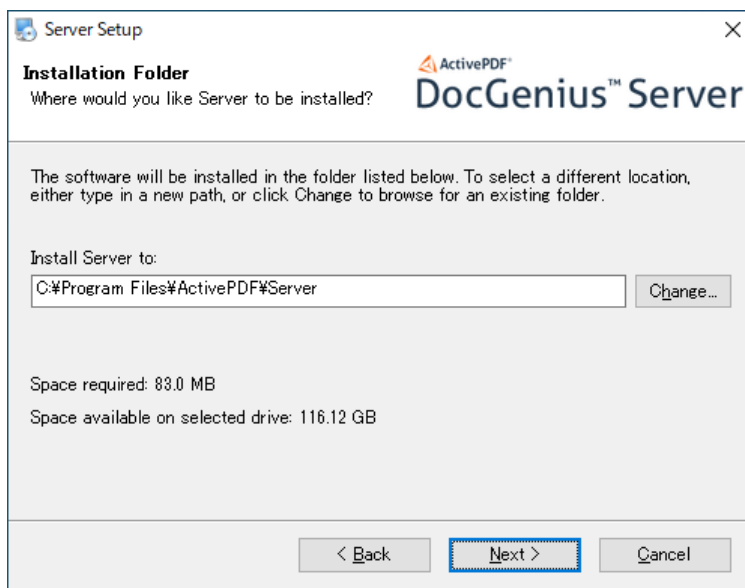 Server Setup
Installation Folder
Where would you like Server to be installed?
ActivePDF®
DocGenius™ Server
The software will be installed in the folder listed below. To select a different location,
either type in a new path, or click Change to browse for an existing folder.
Install Server to:
C:¥Program Files¥ActivePDF¥Server
Change...
Space required: 83.0 MB
Space available on selected drive: 116.12 GB
< Back
Next >
Cancel